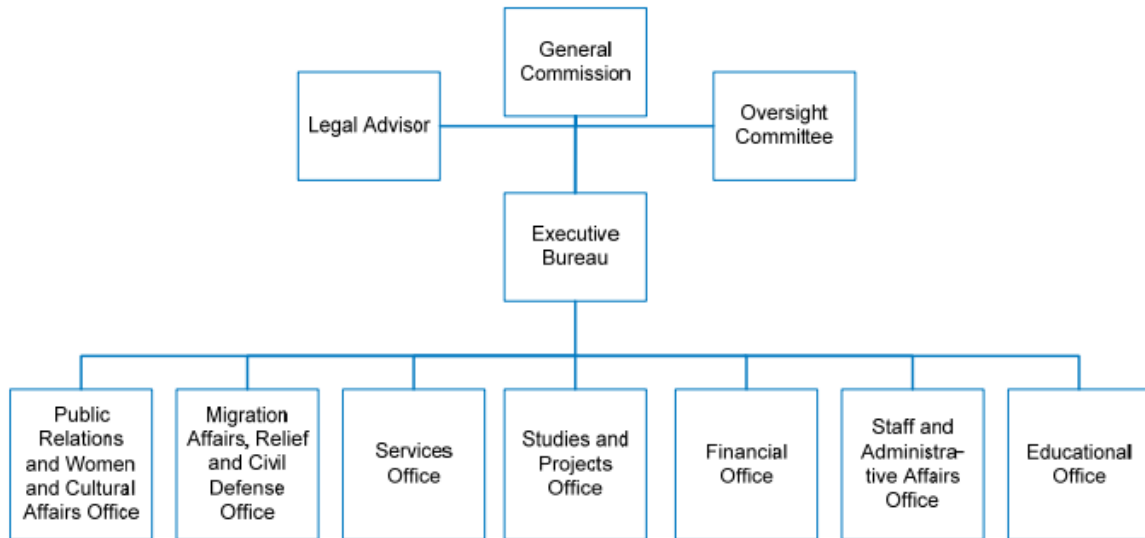 General
Commission
Legal Advisor
Oversight
Committee
Executive
Bureau
Public
Relations
and Women
and Cultural
Affairs Office
Migration
Affairs, Relief
and Civil
Defense
Office
Services
Office
Studies and
Projects
Office
Financial
Office
Staff and
Administra-
tive Affairs
Office
Educational
Office